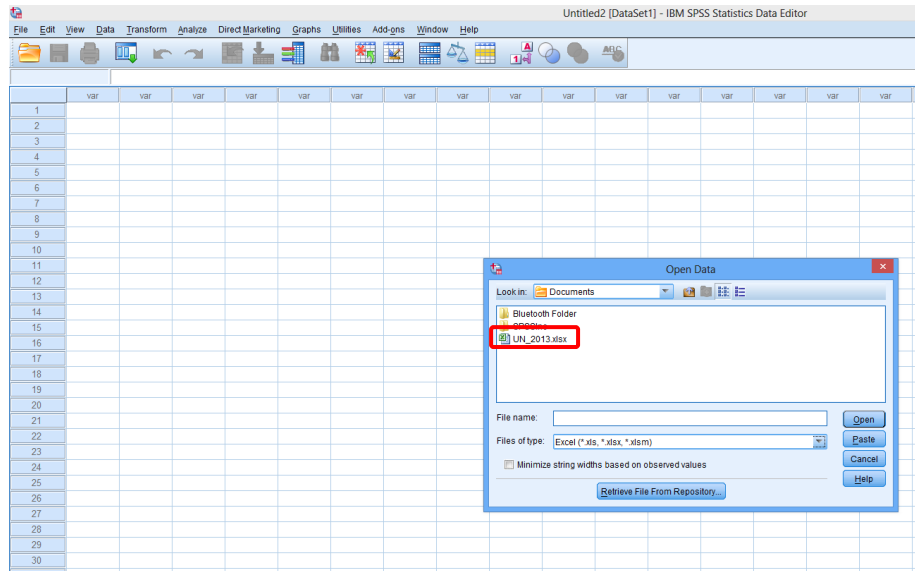 Untitled2 [DataSet1] - IBM SPSS Statistics Data Editor
File Edit View Data Transform Analyze Direct Marketing Graphs Utilities Add-ons Window Help
var var var var var var var var var var var var var var var var
1
2
3
4
5
6
7
8
9
10
11
12
13
14
15
16
17
18
19
20
21
22
23
24
25
26
27
28
29
30
Open Data
Look in: Documents
Bluetooth Folder
UN_2013.xlsx
File name:
Open
Files of type: Excel (*.xls, *.xlsx, *.xlsm)
Paste
Minimize string widths based on observed values
Cancel
Help
Retrieve File From Repository...